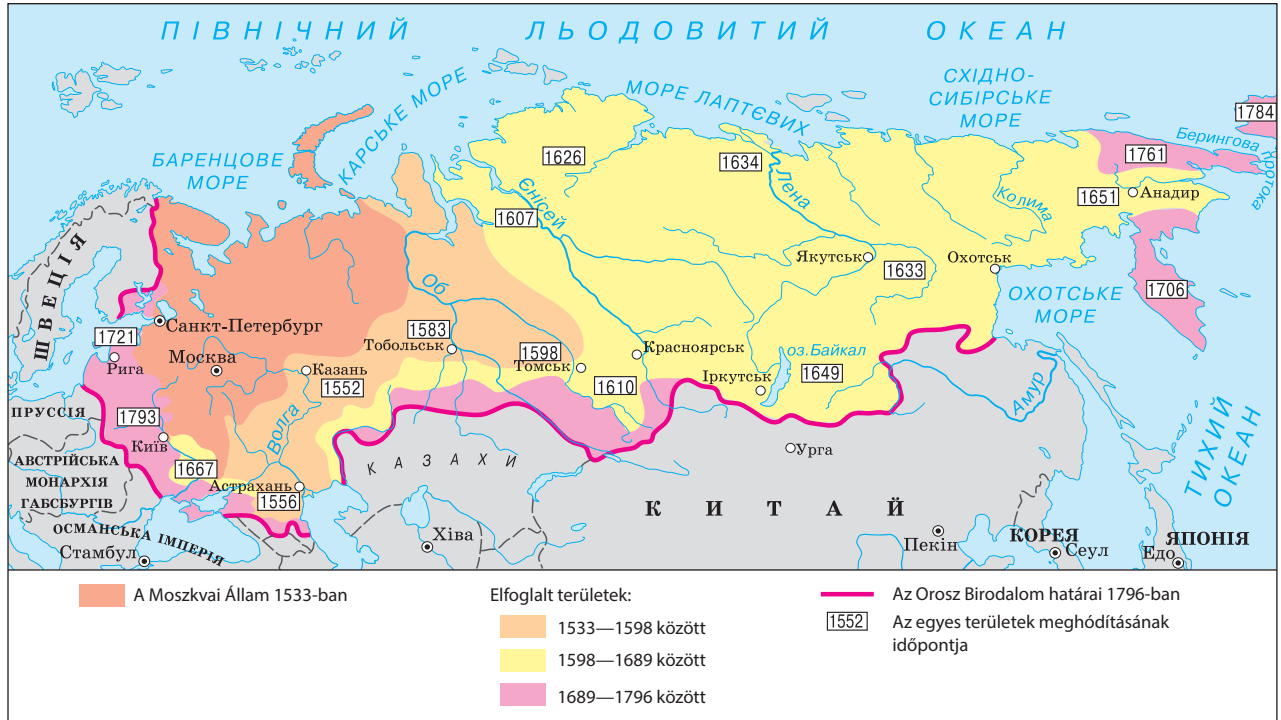 ПІВНІЧНИЙ ЛЬОДОВИТИЙ ОКЕАН
СХІДНО-
СИБІРСЬКЕ
МОРЕ
МОРЕ ЛАПТЄВИХ
КАРСЬКЕ МОРЕ
БАРЕНЦОВЕ
МОРЕ
1784
Берингова протока
1761
1626
1634
1651
Анадир
Єнісей
1607
Лена
Колима
Якутськ
1633
Охотськ
1706
ОХОТСЬКЕ
МОРЕ
ШВЕЦІЯ
Об
Санкт-Петербург
1721
Рига
Москва
1583
Тобольськ
1598
Томськ
Красноярськ
оз.Байкал
1649
Іркутськ
1610
Казань
1552
Волга
ПРУССІЯ
1793
Київ
1667
АВСТРІЙСЬКА
МОНАРХІЯ
ГАБСБУРГІВ
Астрахань
1556
КАЗАХИ
Урга
Амур
ТИХИЙ
ОКЕАН
КИТАЙ
ОСМАНСЬКА ІМПЕРІЯ
Стамбул
Хіва
Пекін
КОРЕЯ
Сеул
ЯПОНІЯ
Едо
A Moszkvai Állam 1533-ban
Elfoglalt területek:
1533—1598 között
1598—1689 között
1689—1796 között
Az Orosz Birodalom határai 1796-ban
1552
Az egyes területek meghódításának
időpontja